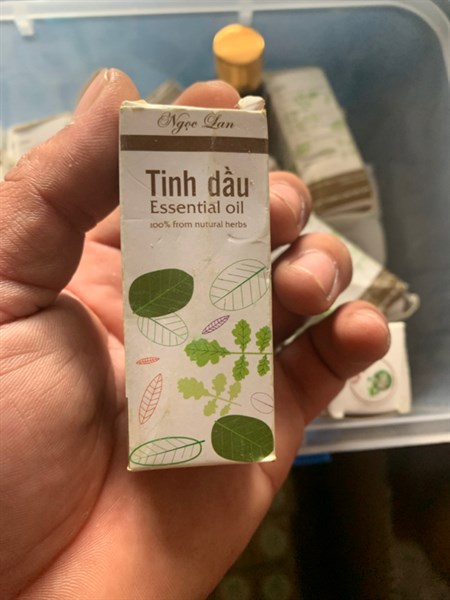 Ngọc Lan
Tinh dầu
Essential oil
100% from nutural herbs